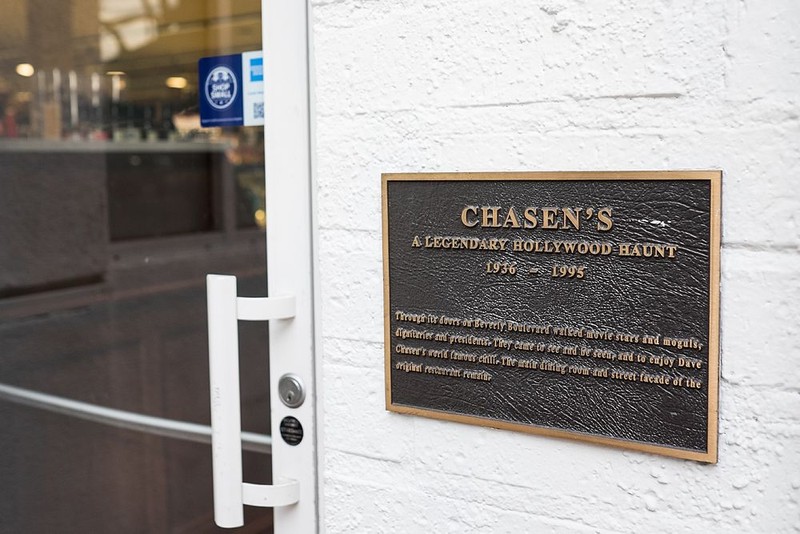 SHOP
SMALL
CHASEN'S
A LEGENDARY HOLLYWOOD HAUNT
1936 – 1995
Through its doors on Beverly Boulevard walked movie stars and moguls,
dignitaries and presidents. They came to see and be seen, and to enjoy Dave
Chasen's world famous chili. The main dining room and street facade of the
original restaurant remain.